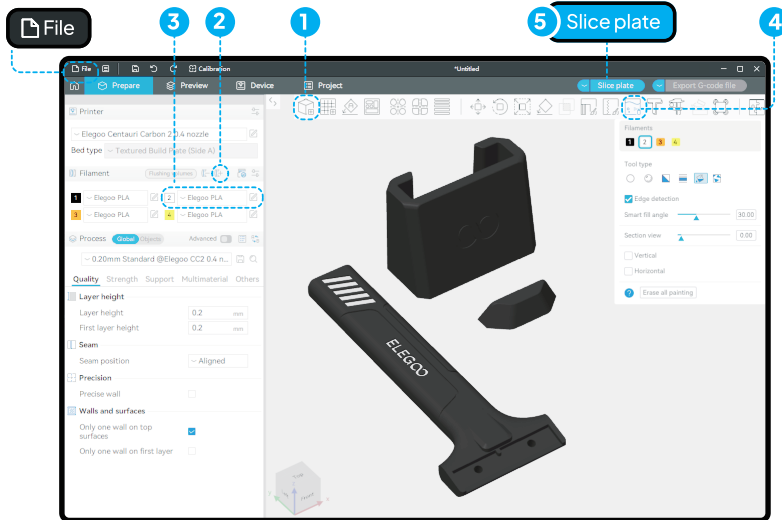 File
3
2
1
5
Slice plate
4
File
Calibration
*Untitled
Prepare
Preview
Device
Project
Slice plate
Export G-code file
Printer
Elegoo Centauri Carbon 2 0.4 nozzle
Bed type
Textured Build Plate (Side A)
Filament
Flushing volumes
1
Elegoo PLA
2
Elegoo PLA
3
Elegoo PLA
4
Elegoo PLA
Process
Global
Objects
Advanced
0.20mm Standard @Elegoo CC2 0.4 n...
Quality
Strength
Support
Multimaterial
Others
Layer height
Layer height
0.2
mm
First layer height
0.2
mm
Seam
Seam position
Aligned
Precision
Precise wall
Walls and surfaces
Only one wall on top
surfaces
Only one wall on first layer
ELEGOO
Filaments
1
2
3
4
Tool type
Edge detection
Smart fill angle
30.00
Section view
0.00
Vertical
Horizontal
Erase all painting
Front